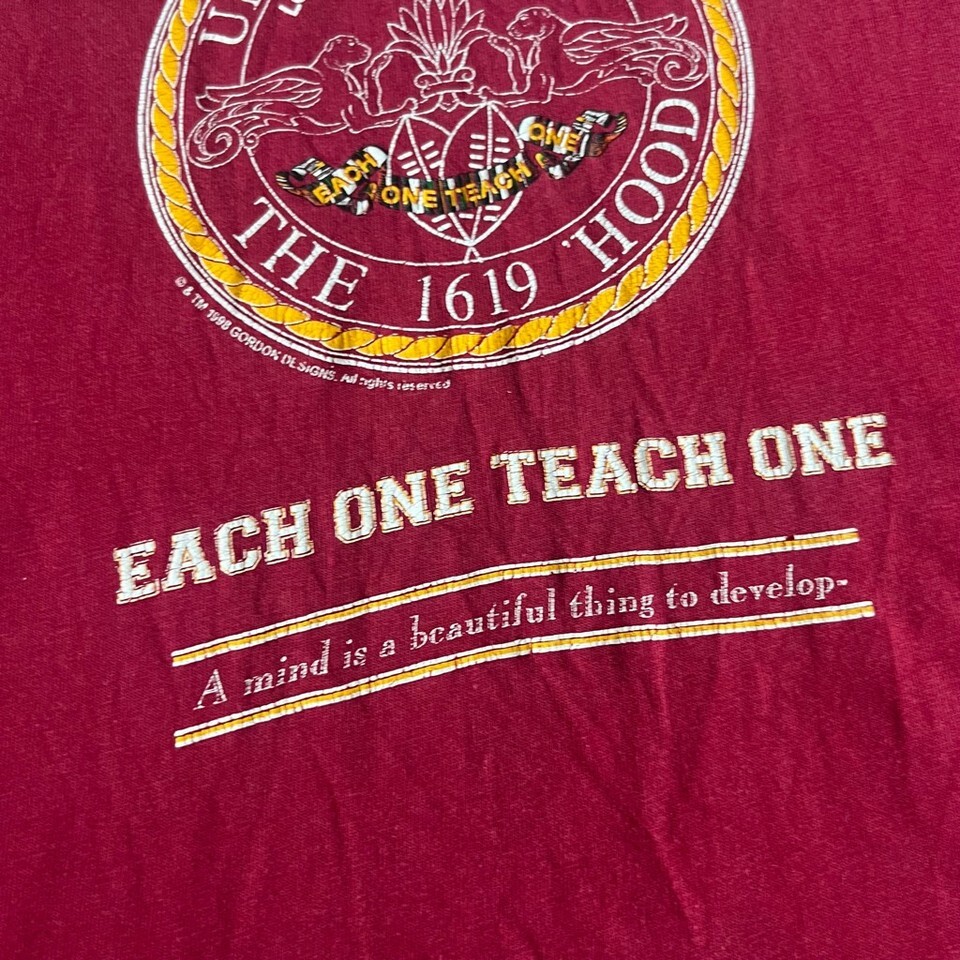 EACH ONE TEACH ONE
THE 1619 'HOOD
© & TM 1998 GORDON DESIGNS. All rights reserved
EACH ONE TEACH ONE
A mind is a beautiful thing to develop-